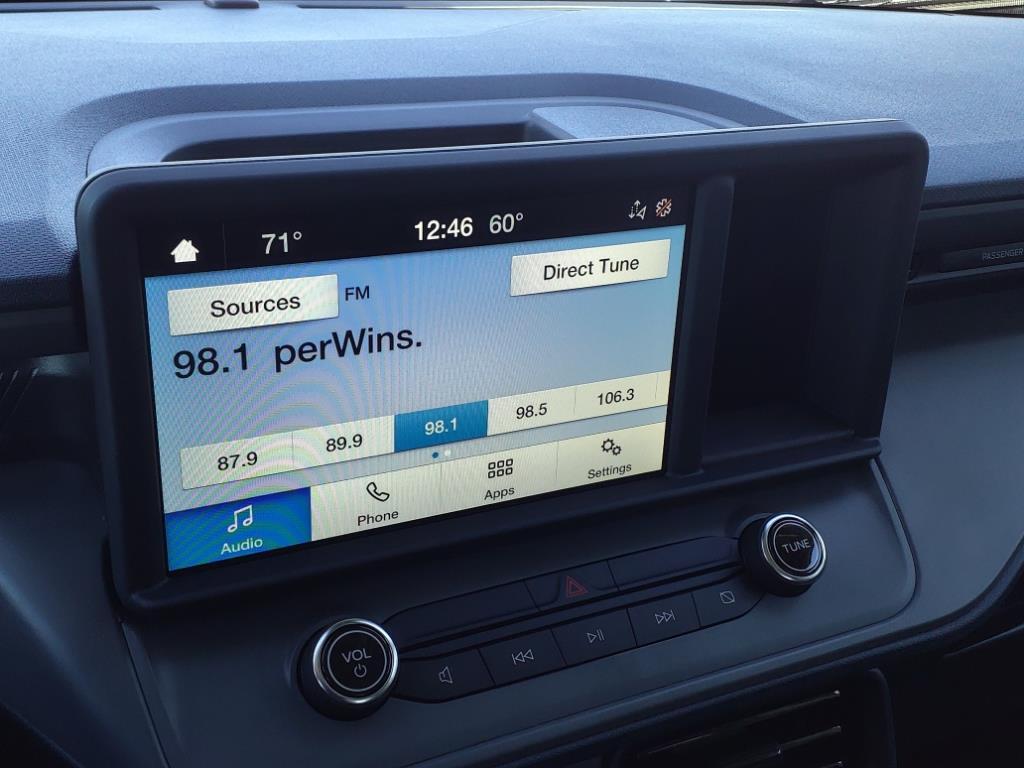 71° 12:46 60°
Sources FM Direct Tune
98.1 perWins.
87.9 89.9 98.1 98.5 106.3
Audio Phone Apps Settings
VOL TUNE
PASSENGER